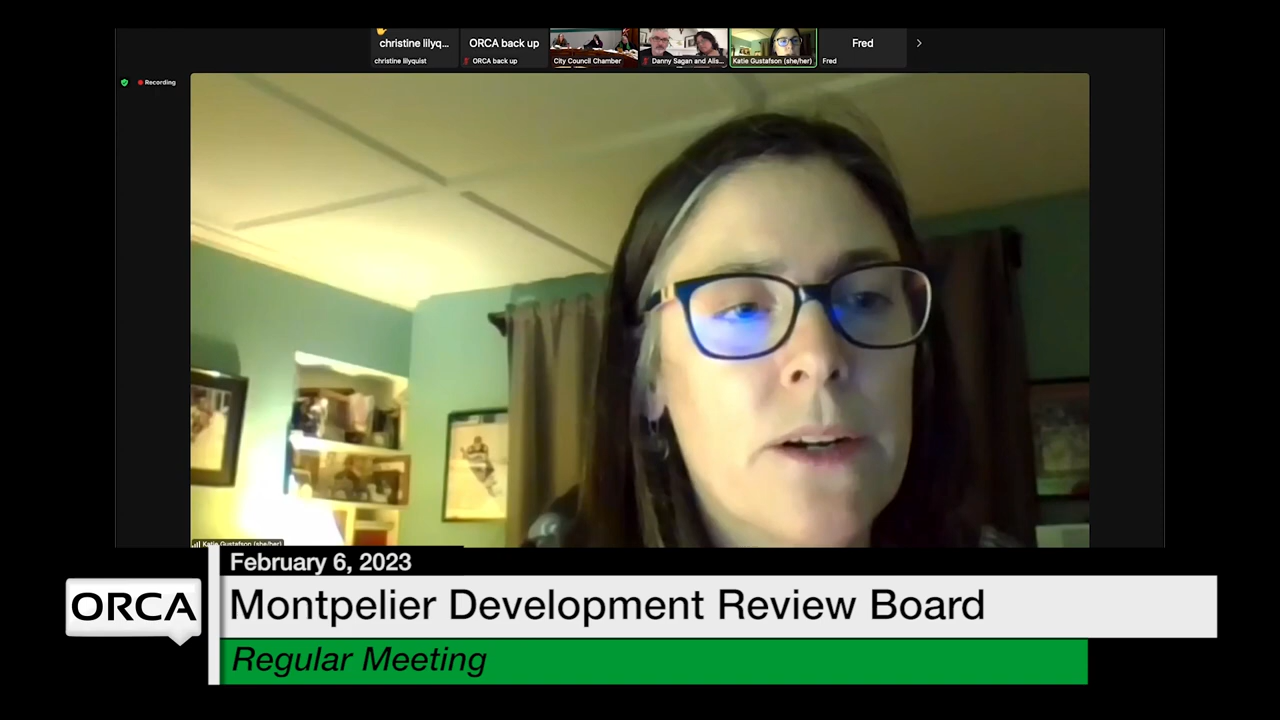 christine lilyq...
ORCA back up
Fred
christine lilyquist
ORCA back up
City Council Chamber
Danny Sagan and Alis...
Katie Gustafson (she/her)
Fred
Recording
Katie Gustafson (she/her)
February 6, 2023
ORCA
Montpelier Development Review Board
Regular Meeting